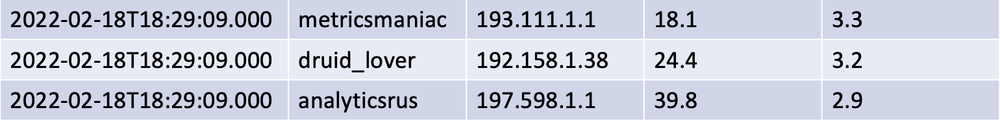 2022-02-18T18:29:09.000 metricsmaniac 193.111.1.1 18.1 3.3
2022-02-18T18:29:09.000 druid_lover 192.158.1.38 24.4 3.2
2022-02-18T18:29:09.000 analyticsrus 197.598.1.1 39.8 2.9